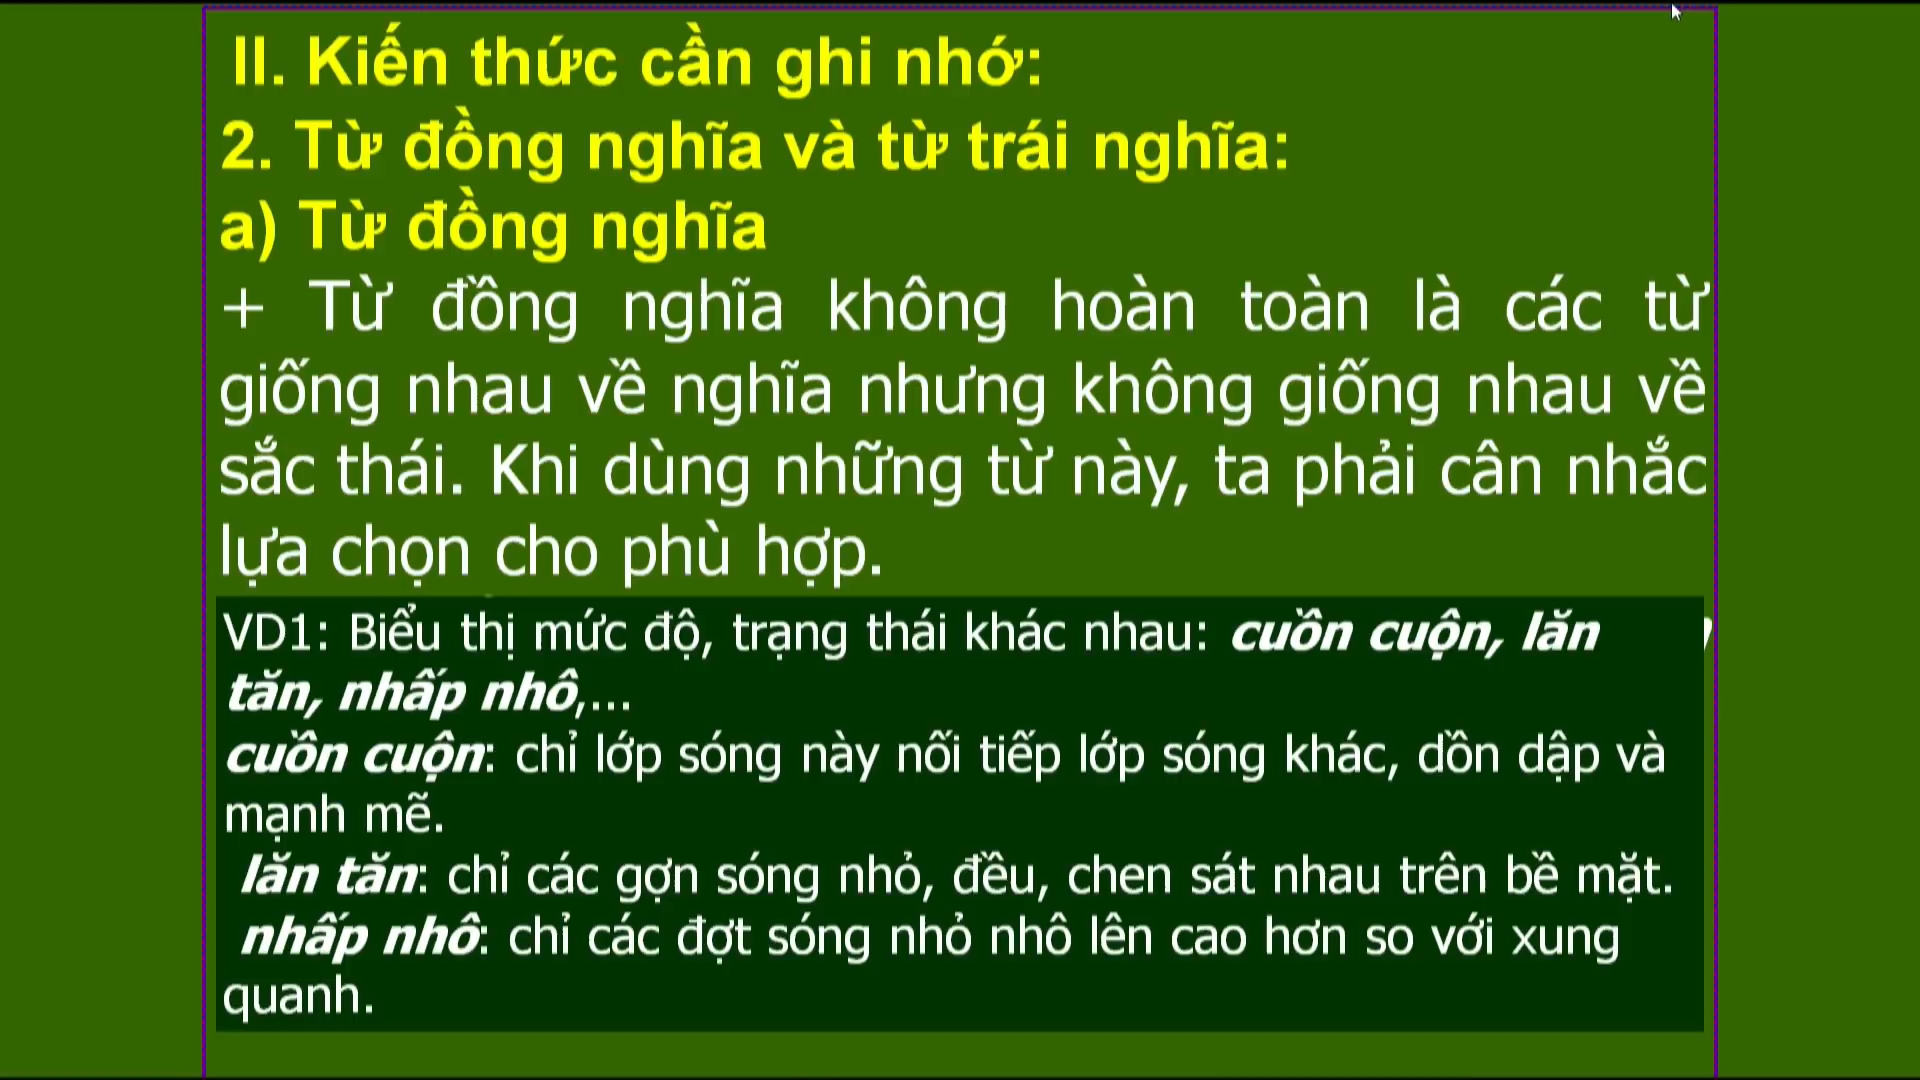 II. Kiến thức cần ghi nhớ:
2. Từ đồng nghĩa và từ trái nghĩa:
a) Từ đồng nghĩa
+ Từ đồng nghĩa không hoàn toàn là các từ
giống nhau về nghĩa nhưng không giống nhau về
sắc thái. Khi dùng những từ này, ta phải cân nhắc
lựa chọn cho phù hợp.
VD1: Biểu thị mức độ, trạng thái khác nhau: cuồn cuộn, lăn
tăn, nhấp nhô,...
cuồn cuộn: chỉ lớp sóng này nối tiếp lớp sóng khác, dồn dập và
mạnh mẽ.
lăn tăn: chỉ các gợn sóng nhỏ, đều, chen sát nhau trên bề mặt.
nhấp nhô: chỉ các đợt sóng nhỏ nhô lên cao hơn so với xung
quanh.